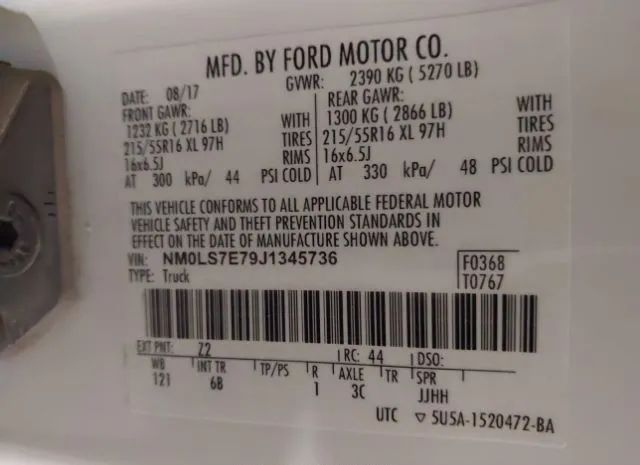 MFD. BY FORD MOTOR CO.
DATE: 08/17 GVWR: 2390 KG ( 5270 LB)
FRONT GAWR: REAR GAWR:
1232 KG ( 2716 LB) WITH 1300 KG ( 2866 LB) WITH
215/55R16 XL 97H TIRES 215/55R16 XL 97H TIRES
16x6.5J RIMS 16x6.5J RIMS
AT 300 kPa/ 44 PSI COLD AT 330 kPa/ 48 PSI COLD
THIS VEHICLE CONFORMS TO ALL APPLICABLE FEDERAL MOTOR
VEHICLE SAFETY AND THEFT PREVENTION STANDARDS IN
EFFECT ON THE DATE OF MANUFACTURE SHOWN ABOVE.
VIN: NM0LS7E79J1345736 F0368
TYPE: Truck T0767
EXT PNT: Z2 RC: 44 DSO:
WB INT TR TP/PS R AXLE TR SPR
121 6B 1 3C JJHH
UTC ▽ 5U5A-1520472-BA